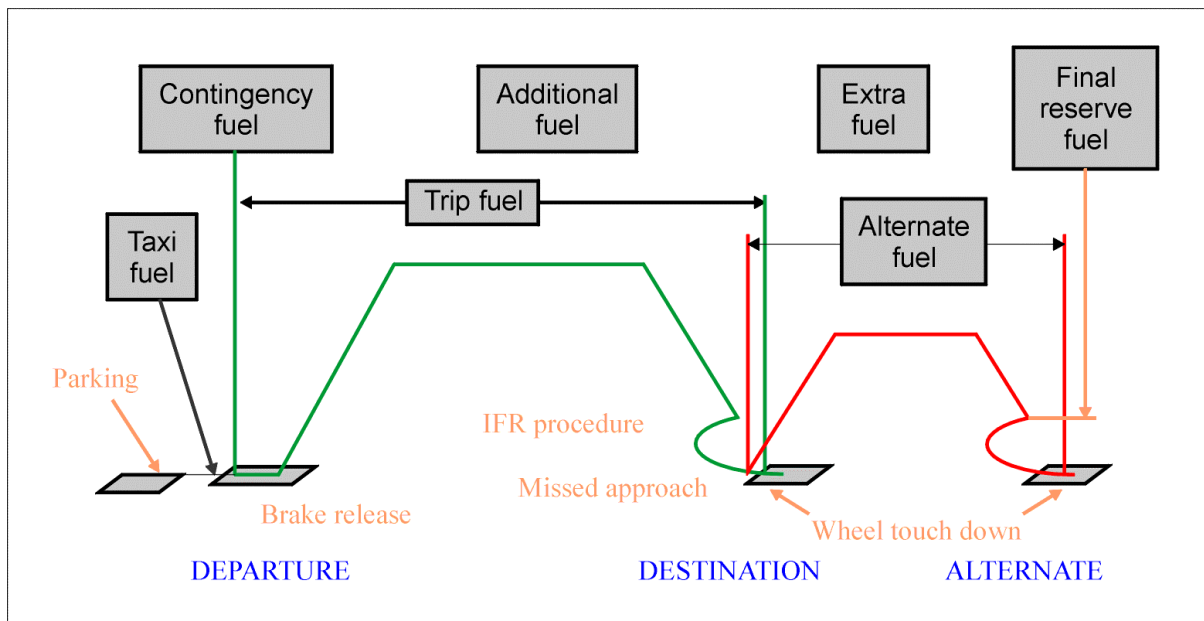 Contingency
fuel
Additional
fuel
Extra
fuel
Final
reserve
fuel
Trip fuel
Taxi
fuel
Alternate
fuel
Parking
IFR procedure
Missed approach
Brake release
Wheel touch down
DEPARTURE
DESTINATION
ALTERNATE